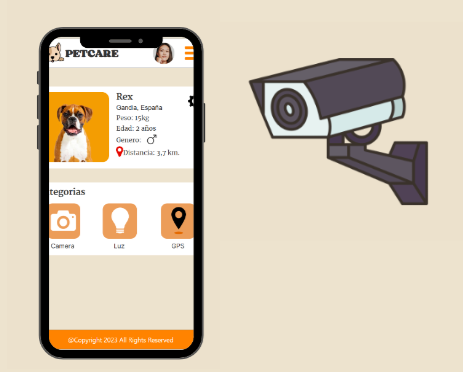 PETCARE
Rex
Gandia, España
Peso: 15kg
Edad: 2 años
Genero:
Distancia: 3,7 km.
tegorias
Camera
Luz
GPS
©Copyright 2023 All Rights Reserved